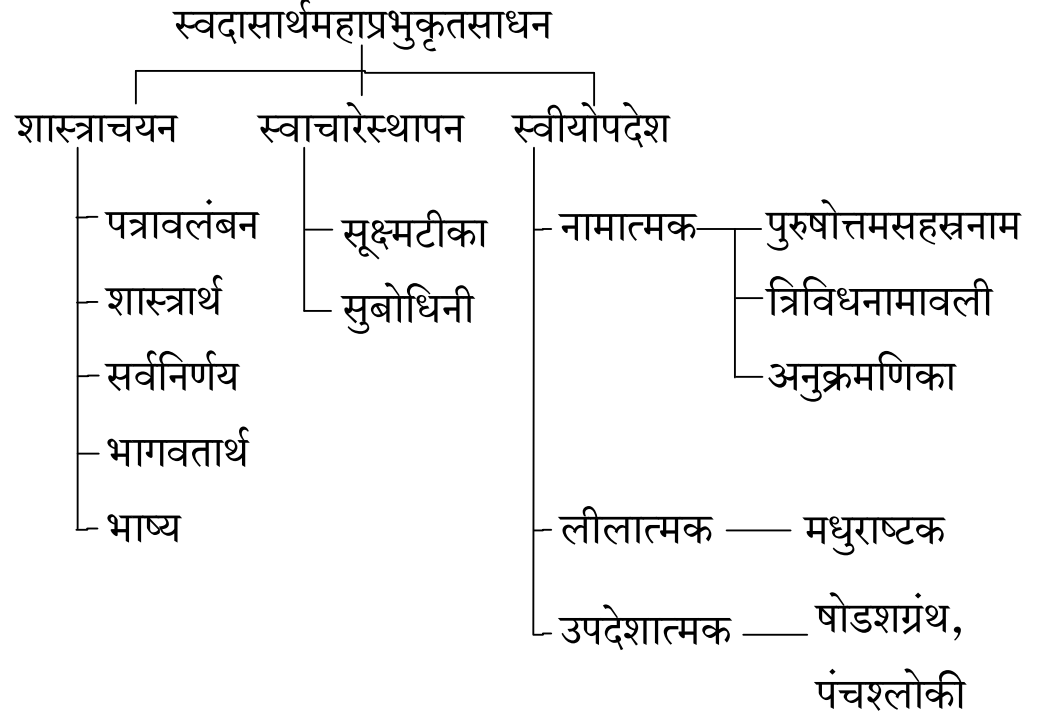 स्वदासार्थमहाप्रभुकृतसाधन
शास्त्राचयन स्वाचारेस्थापन स्वीयोपदेश
पत्रावलंबन सूक्ष्मटीका नामात्मक पुरुषोत्तमसहस्रनाम
शास्त्रार्थ सुबोधिनी त्रिविधनामावली
सर्वनिर्णय अनुक्रमणिका
भागवतार्थ
भाष्य लीलात्मक मधुराष्टक
उपदेशात्मक षोडशग्रंथ,
पंचश्लोकी